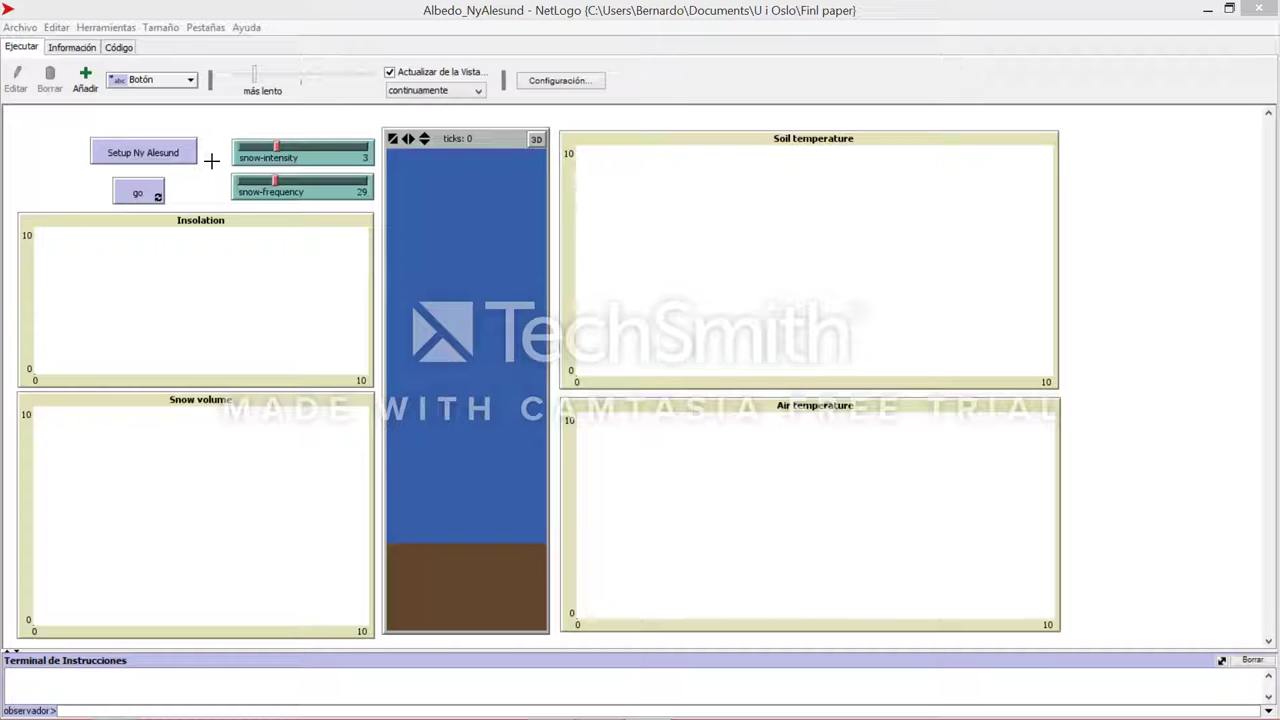 Albedo_NyAlesund - NetLogo {C:\Users\Bernardo\Documents\U i Oslo\Finl paper}
Archivo Editar Herramientas Tamaño Pestañas Ayuda
Ejecutar Información Código
Editar Borrar Añadir
abc Botón
más lento
Actualizar de la Vista...
continuamente
Configuración...
Setup Ny Alesund
go
snow-intensity 3
snow-frequency 29
ticks: 0
3D
Soil temperature
10
0
0 10
Insolation
10
0
0 10
Snow volume
10
0
0 10
Air temperature
10
0
0 10
TechSmith
MADE WITH CAMTASIA FREE TRIAL
Terminal de Instrucciones
Borrar
observador>